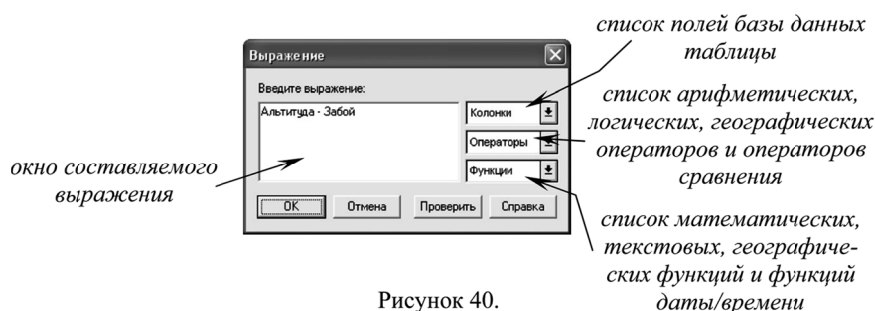 список полей базы данных
таблицы
Выражение
Введите выражение:
Альтитуда - Забой
Колонки
Операторы
Функции
OK
Отмена
Проверить
Справка
окно составляемого
выражения
список арифметических,
логических, географических
операторов и операторов
сравнения
список математических,
текстовых, географиче-
ских функций и функций
даты/времени
Рисунок 40.